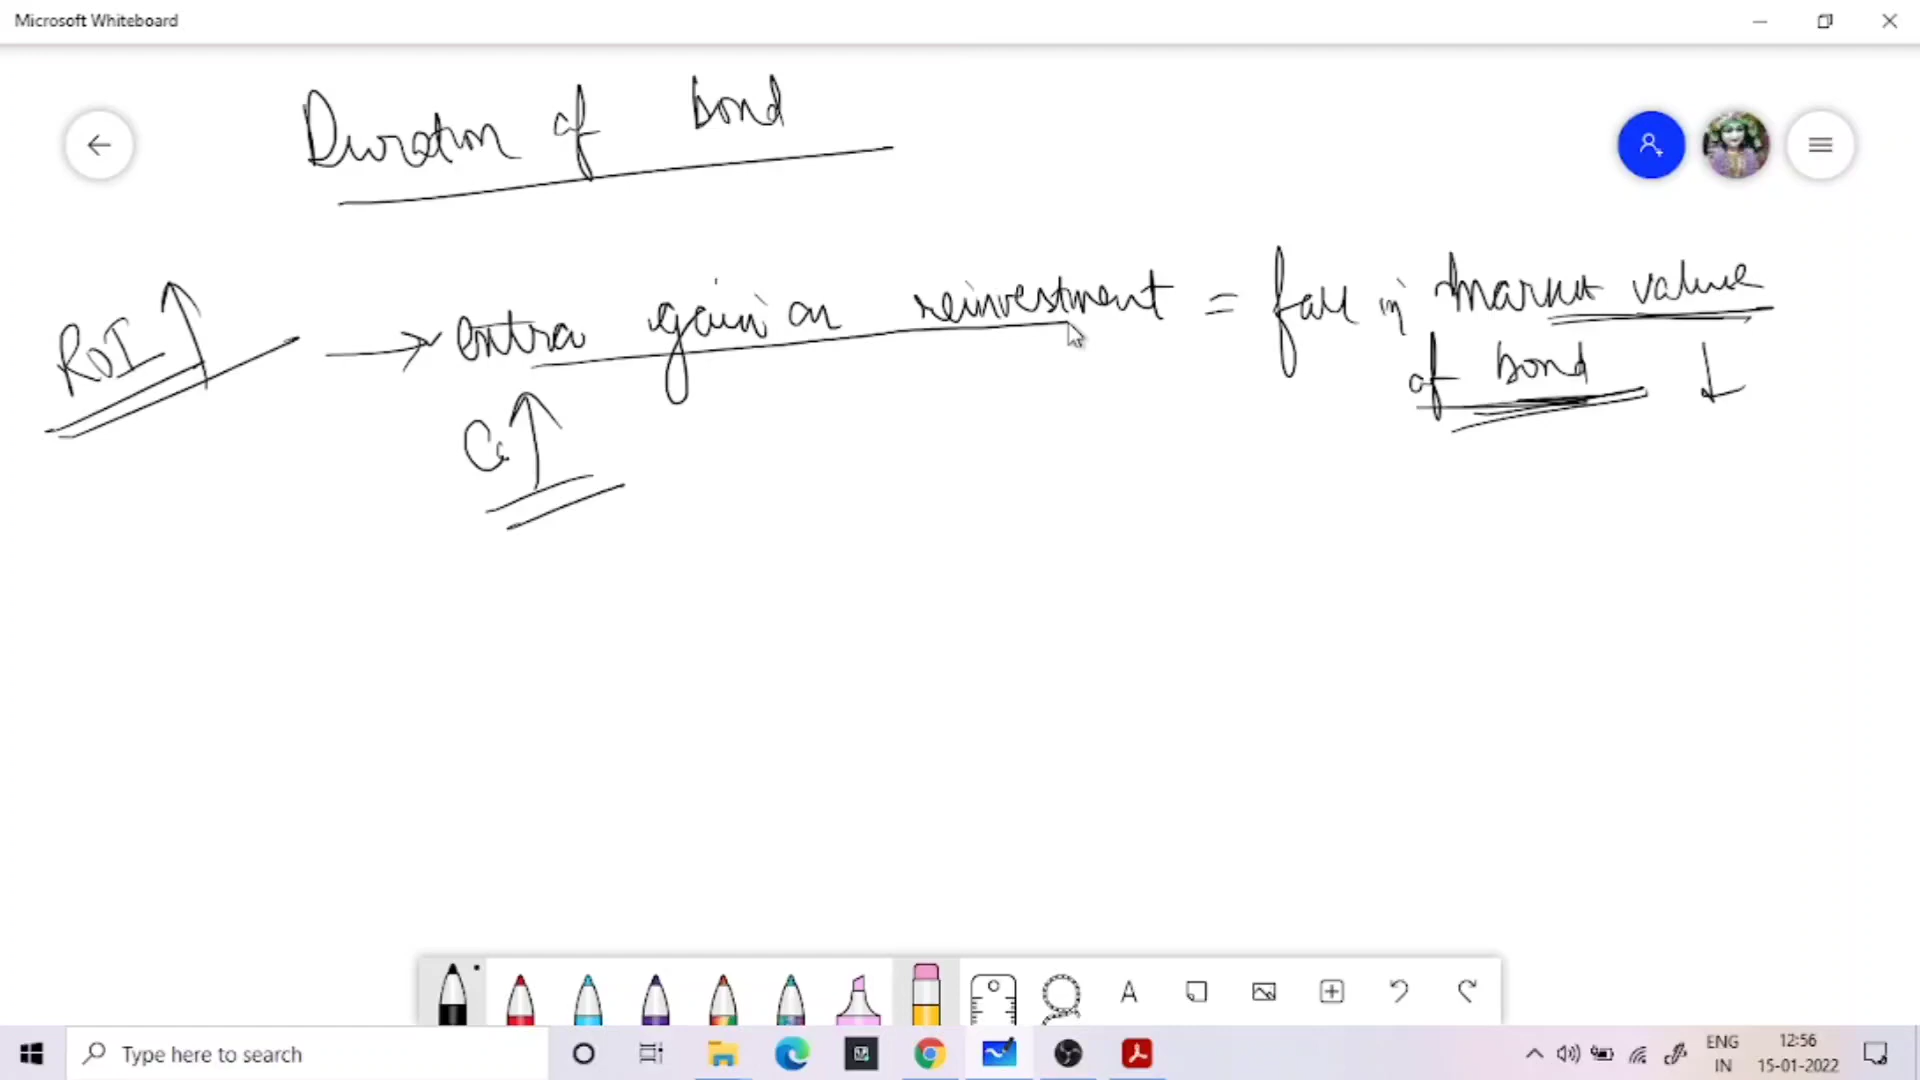 Microsoft Whiteboard
Duration of bond
ROI ↑ → extra gain on reinvestment = fall in market value
of bond ↓
↑
A
Type here to search
ENG
IN
12:56
15-01-2022